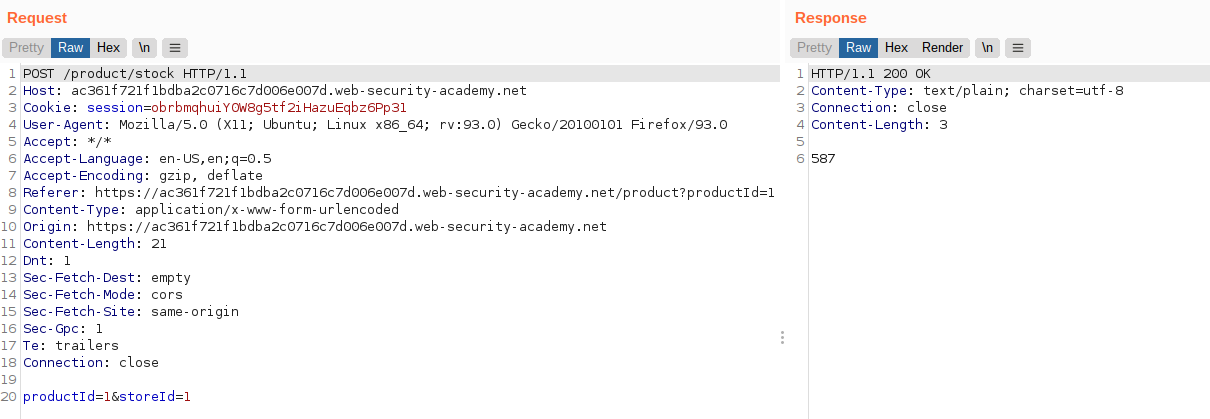 Request
Pretty Raw Hex \n
1 POST /product/stock HTTP/1.1
2 Host: ac361f721f1bdba2c0716c7d006e007d.web-security-academy.net
3 Cookie: session=obrbmqhuiY0W8g5tf2iHazuEqbz6Pp31
4 User-Agent: Mozilla/5.0 (X11; Ubuntu; Linux x86_64; rv:93.0) Gecko/20100101 Firefox/93.0
5 Accept: */*
6 Accept-Language: en-US,en;q=0.5
7 Accept-Encoding: gzip, deflate
8 Referer: https://ac361f721f1bdba2c0716c7d006e007d.web-security-academy.net/product?productId=1
9 Content-Type: application/x-www-form-urlencoded
10 Origin: https://ac361f721f1bdba2c0716c7d006e007d.web-security-academy.net
11 Content-Length: 21
12 Dnt: 1
13 Sec-Fetch-Dest: empty
14 Sec-Fetch-Mode: cors
15 Sec-Fetch-Site: same-origin
16 Sec-Gpc: 1
17 Te: trailers
18 Connection: close
19
20 productId=1&storeId=1
Response
Pretty Raw Hex Render \n
1 HTTP/1.1 200 OK
2 Content-Type: text/plain; charset=utf-8
3 Connection: close
4 Content-Length: 3
5
6 587